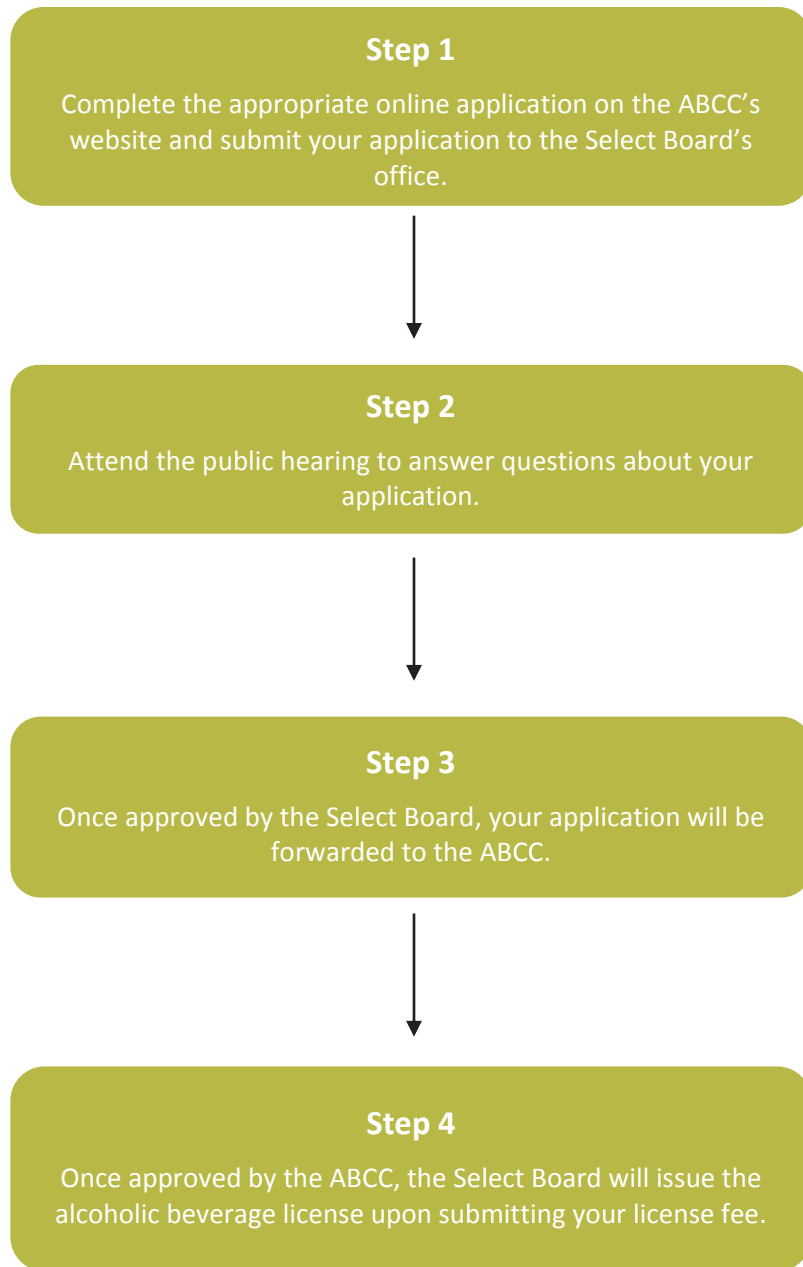 Step 1
Complete the appropriate online application on the ABCC’s
website and submit your application to the Select Board’s
office.
Step 2
Attend the public hearing to answer questions about your
application.
Step 3
Once approved by the Select Board, your application will be
forwarded to the ABCC.
Step 4
Once approved by the ABCC, the Select Board will issue the
alcoholic beverage license upon submitting your license fee.